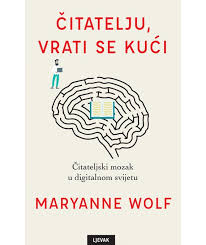 ČITATELJU,
VRATI SE KUĆI
Čitateljski mozak
u digitalnom svijetu
MARYANNE WOLF
LJEVAK